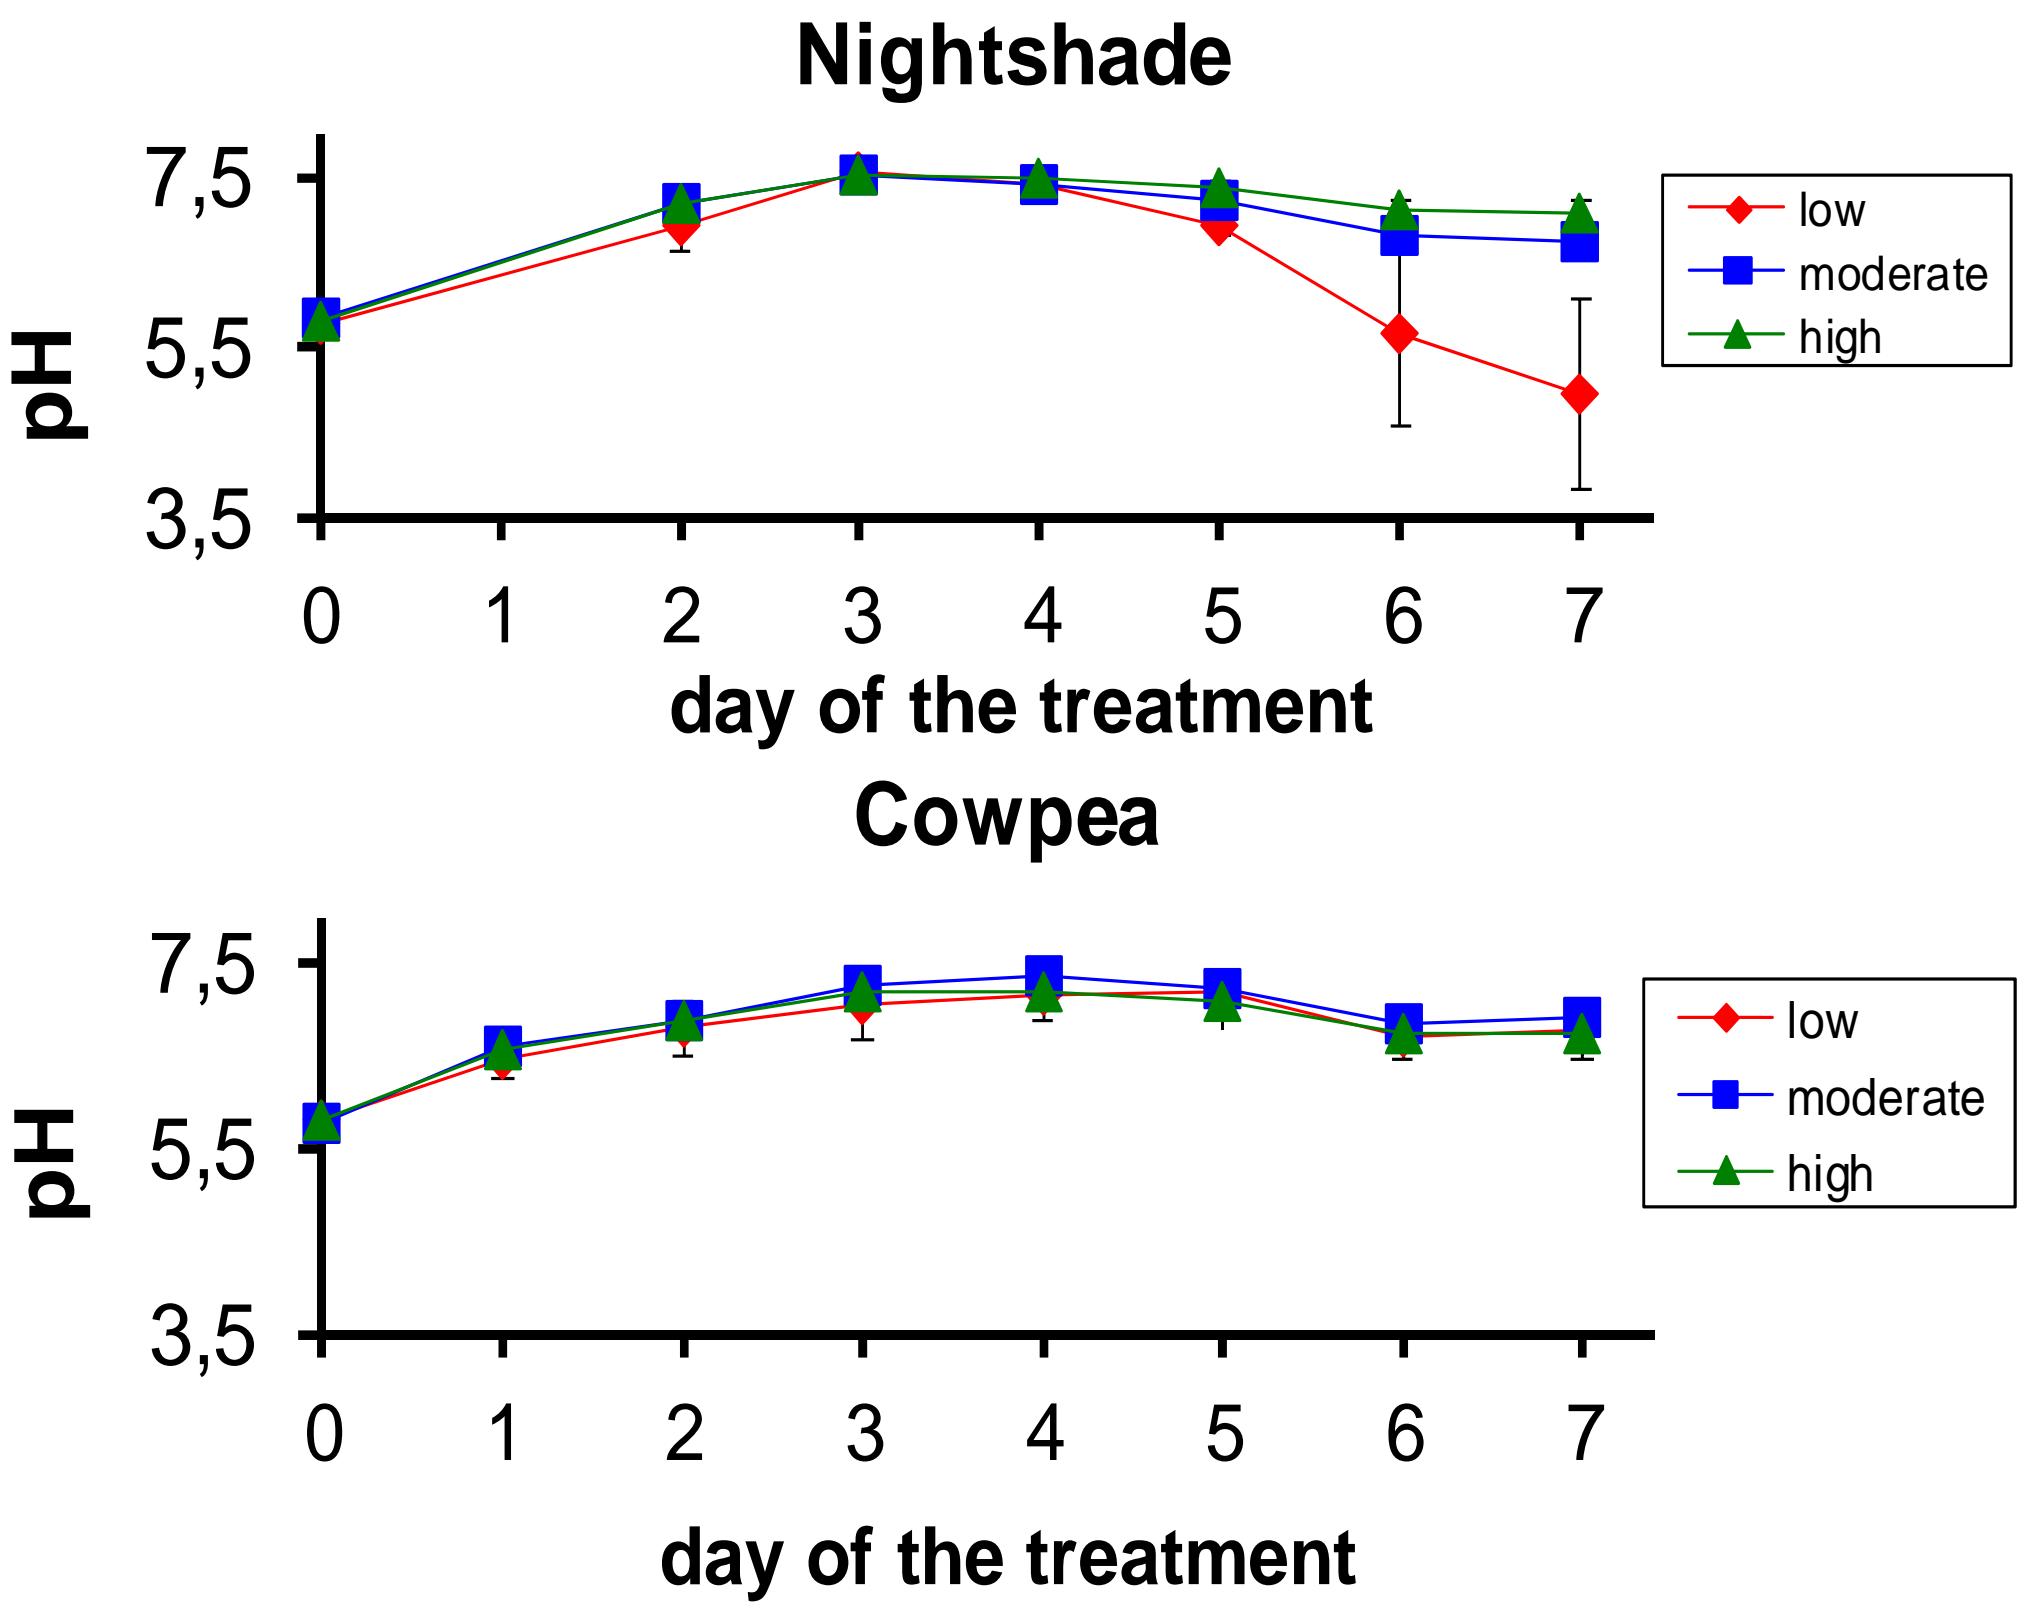 Nightshade
7,5
5,5
3,5
pH
0 1 2 3 4 5 6 7
day of the treatment
low
moderate
high
Cowpea
7,5
5,5
3,5
pH
0 1 2 3 4 5 6 7
day of the treatment
low
moderate
high